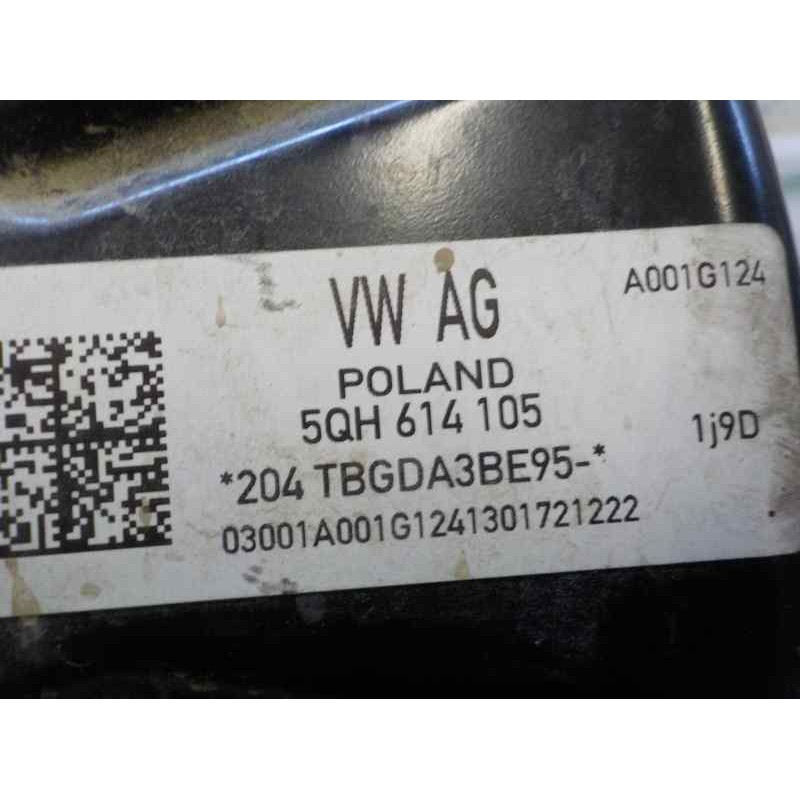 VW AG
A001G124
POLAND
5QH 614 105
1j9D
*204 TBGDA3BE95-*
03001A001G1241301721222